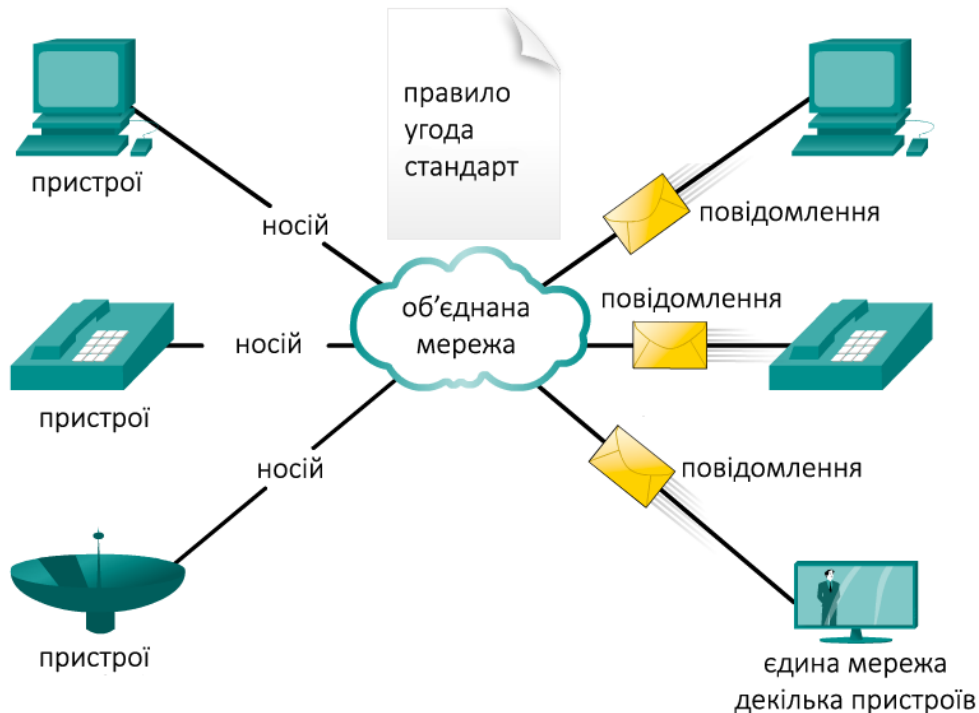 правило
угода
стандарт
пристрої
носій
повідомлення
об’єднана
мережа
повідомлення
носій
пристрої
носій
повідомлення
пристрої
єдина мережа
декілька пристроїв